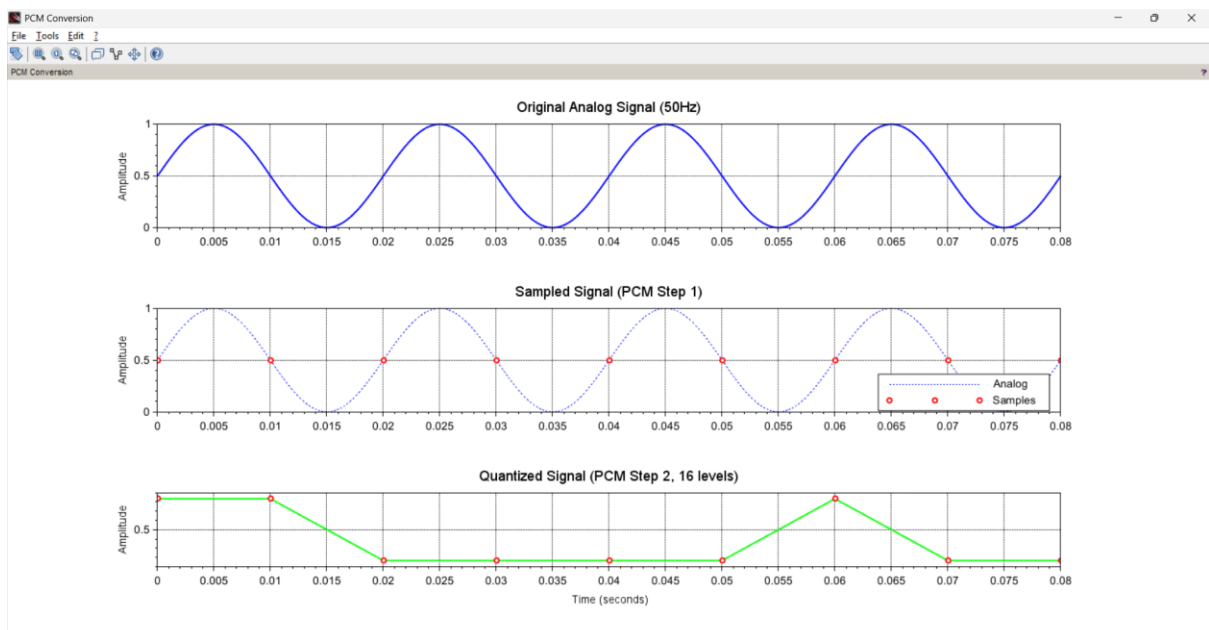 PCM Conversion
File Tools Edit ?
PCM Conversion ?
Original Analog Signal (50Hz)
Amplitude
1
0.5
0
0 0.005 0.01 0.015 0.02 0.025 0.03 0.035 0.04 0.045 0.05 0.055 0.06 0.065 0.07 0.075 0.08
Sampled Signal (PCM Step 1)
Amplitude
1
0.5
0
Analog
Samples
0 0.005 0.01 0.015 0.02 0.025 0.03 0.035 0.04 0.045 0.05 0.055 0.06 0.065 0.07 0.075 0.08
Quantized Signal (PCM Step 2, 16 levels)
Amplitude
0.5
0 0.005 0.01 0.015 0.02 0.025 0.03 0.035 0.04 0.045 0.05 0.055 0.06 0.065 0.07 0.075 0.08
Time (seconds)